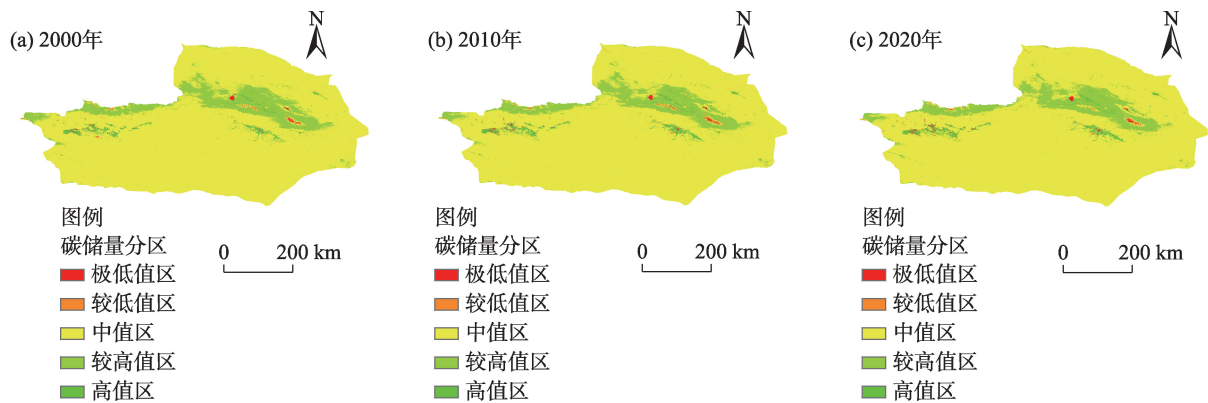 (a) 2000年
N
图例
碳储量分区
极低值区
较低值区
中值区
较高值区
高值区
0 200 km
(b) 2010年
N
图例
碳储量分区
极低值区
较低值区
中值区
较高值区
高值区
0 200 km
(c) 2020年
N
图例
碳储量分区
极低值区
较低值区
中值区
较高值区
高值区
0 200 km